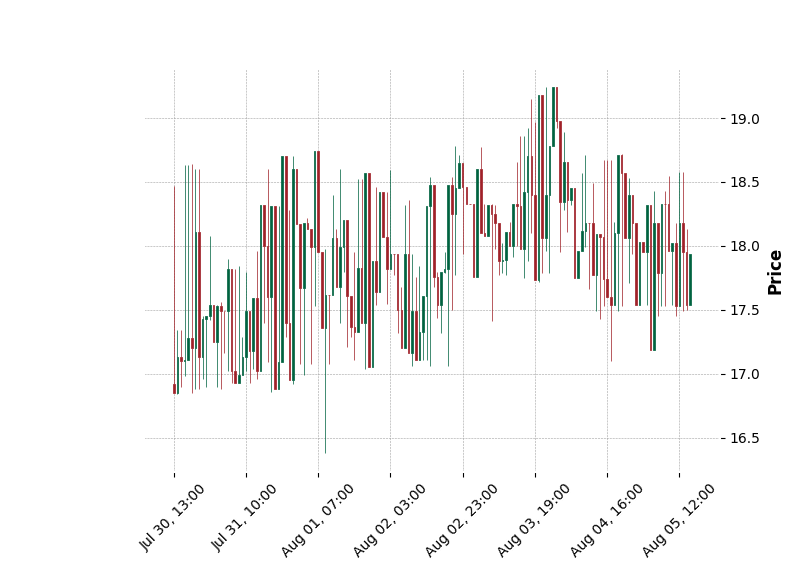 19.0
18.5
18.0
17.5
17.0
16.5
Price
Jul 30, 13:00
Jul 31, 10:00
Aug 01, 07:00
Aug 02, 03:00
Aug 02, 23:00
Aug 03, 19:00
Aug 04, 16:00
Aug 05, 12:00